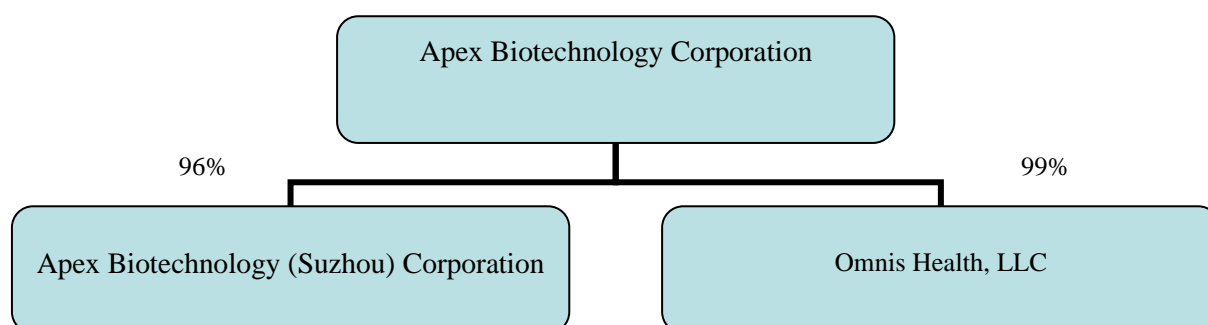 Apex Biotechnology Corporation
96%
99%
Apex Biotechnology (Suzhou) Corporation
Omnis Health, LLC